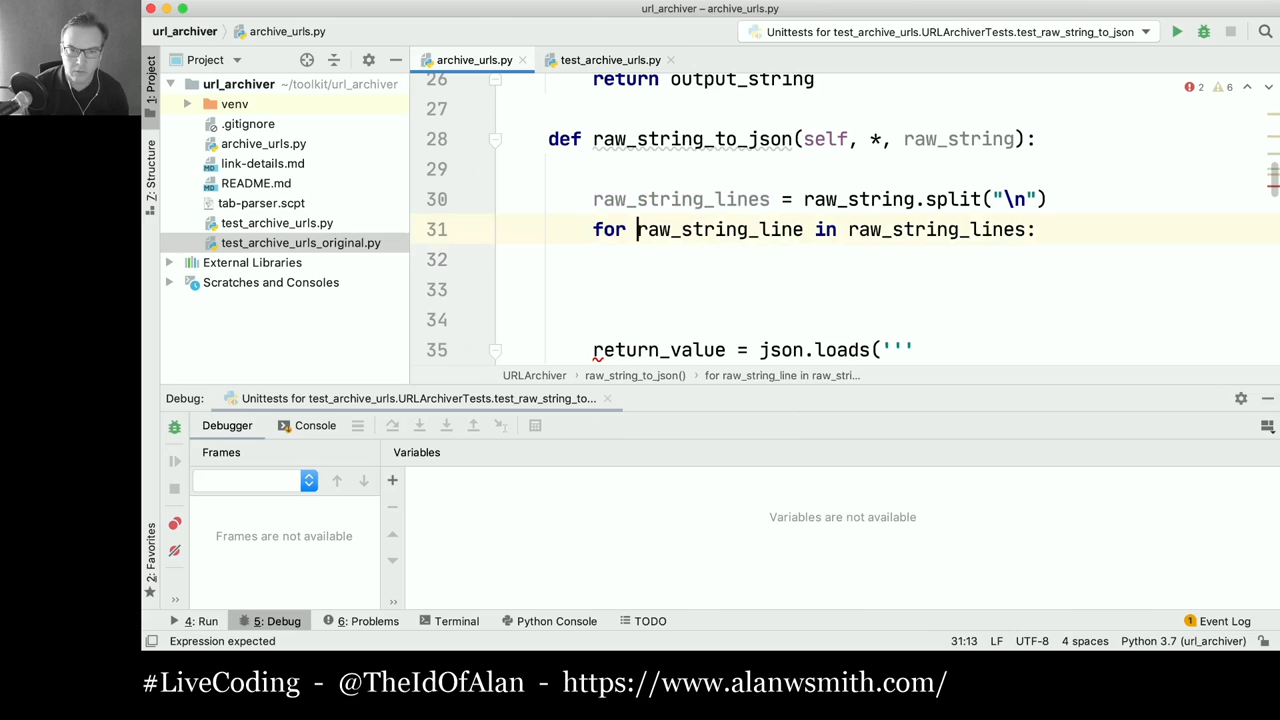 url_archiver – archive_urls.py
url_archiver archive_urls.py Unittests for test_archive_urls.URLArchiverTests.test_raw_string_to_json
1: Project
Project
url_archiver ~/toolkit/url_archiver
venv
.gitignore
archive_urls.py
link-details.md
README.md
tab-parser.scpt
test_archive_urls.py
test_archive_urls_original.py
External Libraries
Scratches and Consoles
7: Structure
archive_urls.py test_archive_urls.py
2 6
26 return output_string
27
28 def raw_string_to_json(self, *, raw_string):
29
30 raw_string_lines = raw_string.split("\n")
31 for raw_string_line in raw_string_lines:
32
33
34
35 return_value = json.loads('''
URLArchiver raw_string_to_json() for raw_string_line in raw_stri...
Debug: Unittests for test_archive_urls.URLArchiverTests.test_raw_string_to...
Debugger Console
Frames Variables
Frames are not available
Variables are not available
2: Favorites
4: Run 5: Debug 6: Problems Terminal Python Console TODO 1 Event Log
Expression expected 31:13 LF UTF-8 4 spaces Python 3.7 (url_archiver)
#LiveCoding - @TheIdOfAlan - https://www.alanwsmith.com/